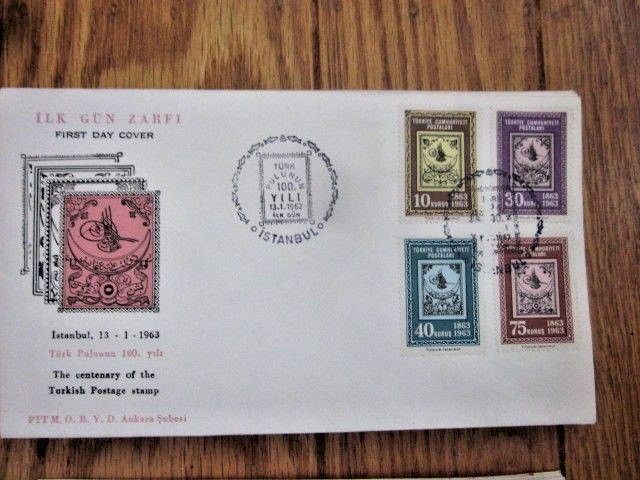 İLK GÜN ZARFI
FIRST DAY COVER
İstanbul, 13 - 1 - 1963
Türk Pulunun 100. yılı
The centenary of the
Turkish Postage stamp
PTT M. O. B. Y. D. Ankara Şubesi
TÜRK
PULUNUN
100.
YILI
13.1.1963
İLK GÜN
İSTANBUL
TÜRKİYE CUMHURİYETİ
POSTALARI
10 KURUŞ 1863 1963
TÜRKİYE CUMHURİYETİ
POSTALARI
30 KURUŞ 1863 1963
TÜRKİYE CUMHURİYETİ
POSTALARI
40 KURUŞ 1863 1963
TÜRKİYE CUMHURİYETİ
POSTALARI
75 KURUŞ 1863 1963